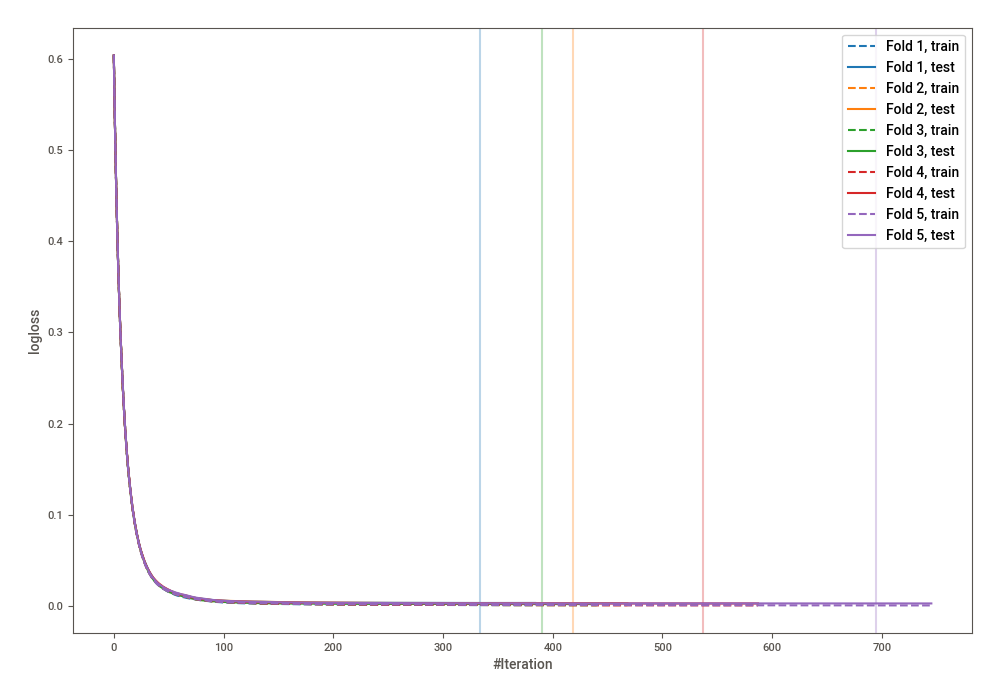 0.6
0.5
0.4
0.3
0.2
0.1
0.0
logloss
0
100
200
300
400
500
600
700
#Iteration
Fold 1, train
Fold 1, test
Fold 2, train
Fold 2, test
Fold 3, train
Fold 3, test
Fold 4, train
Fold 4, test
Fold 5, train
Fold 5, test